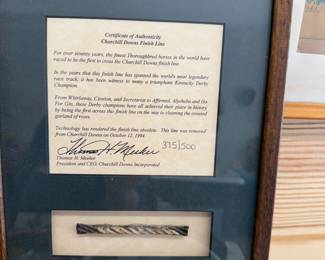 Certificate of Authenticity
Churchill Downs Finish Line
For over seventy years, the finest Thoroughbred horses in the world have
raced to be the first to cross the Churchill Downs finish line.
In the years that this finish line has spanned the world's most legendary
race track, it has been witness to many a triumphant Kentucky Derby
Champion.
From Whirlaway, Citation, and Secretariat to Affirmed, Alysheba and Go
For Gin, these Derby champions all have achieved their place in history
by being the first across this finish line on the way to claiming the coveted
garland of roses.
Technology has rendered the finish line obsolete. This line was removed
from Churchill Downs on October 12, 1994
Thomas H. Meeker
375/500
Thomas H. Meeker
President and CEO, Churchill Downs Incorporated